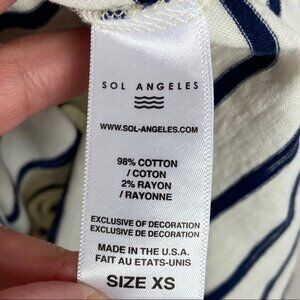 SOL ANGELES
WWW.SOL-ANGELES.COM
98% COTTON
/ COTON
2% RAYON
/ RAYONNE
EXCLUSIVE OF DECORATION
EXCLUSIVE DE DECORATION
MADE IN THE U.S.A.
FAIT AU ETATS-UNIS
SIZE XS